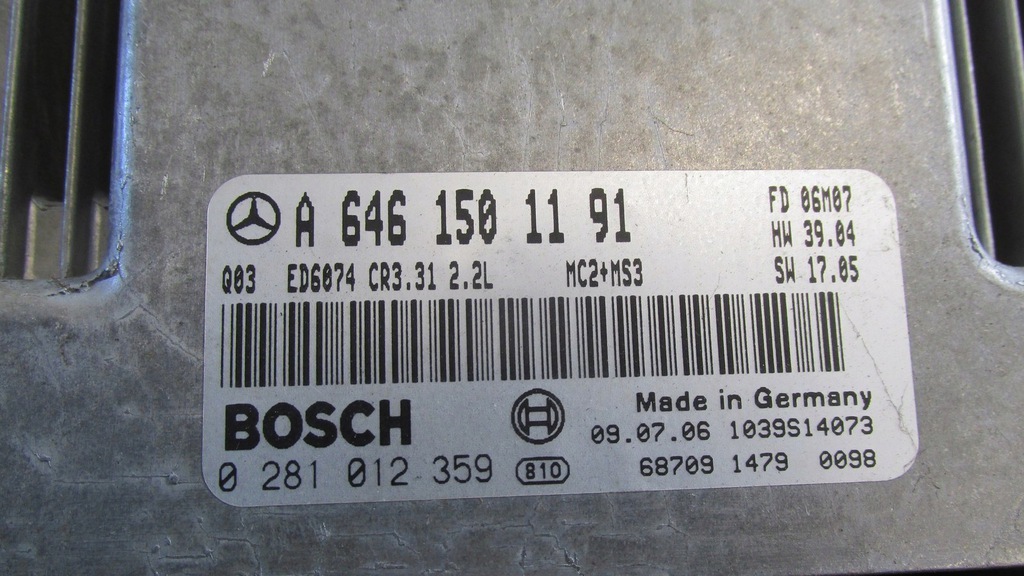 A 646 150 11 91 FD 06M07
HW 39.04
Q03 ED6074 CR3.31 2.2L MC2+MS3 SW 17.05
BOSCH Made in Germany
09.07.06 1039S14073
0 281 012 359 810 68709 1479 0098